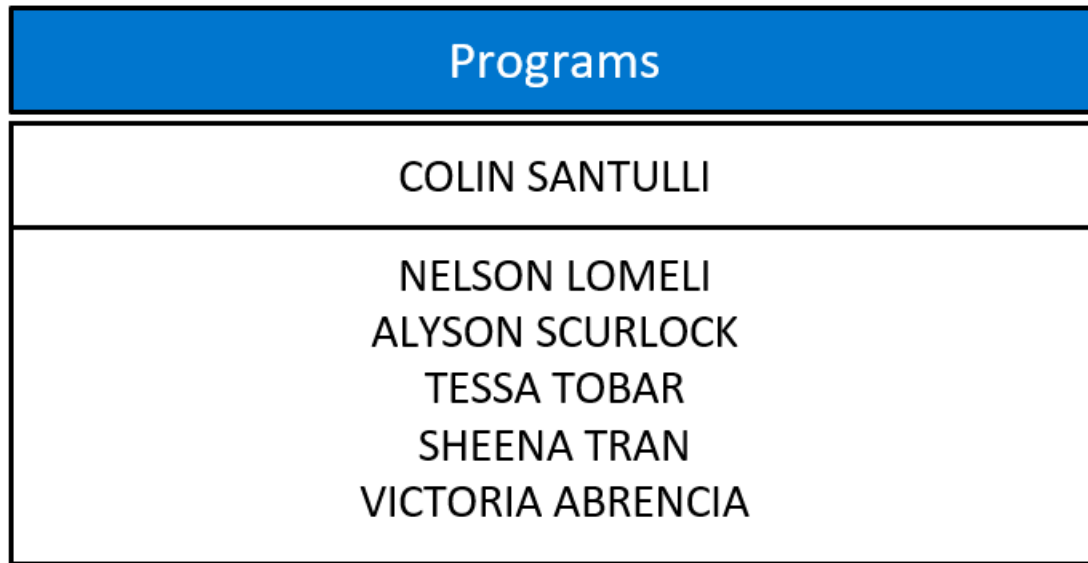 Programs
COLIN SANTULLI
NELSON LOMELI
ALYSON SCURLOCK
TESSA TOBAR
SHEENA TRAN
VICTORIA ABRENCIA